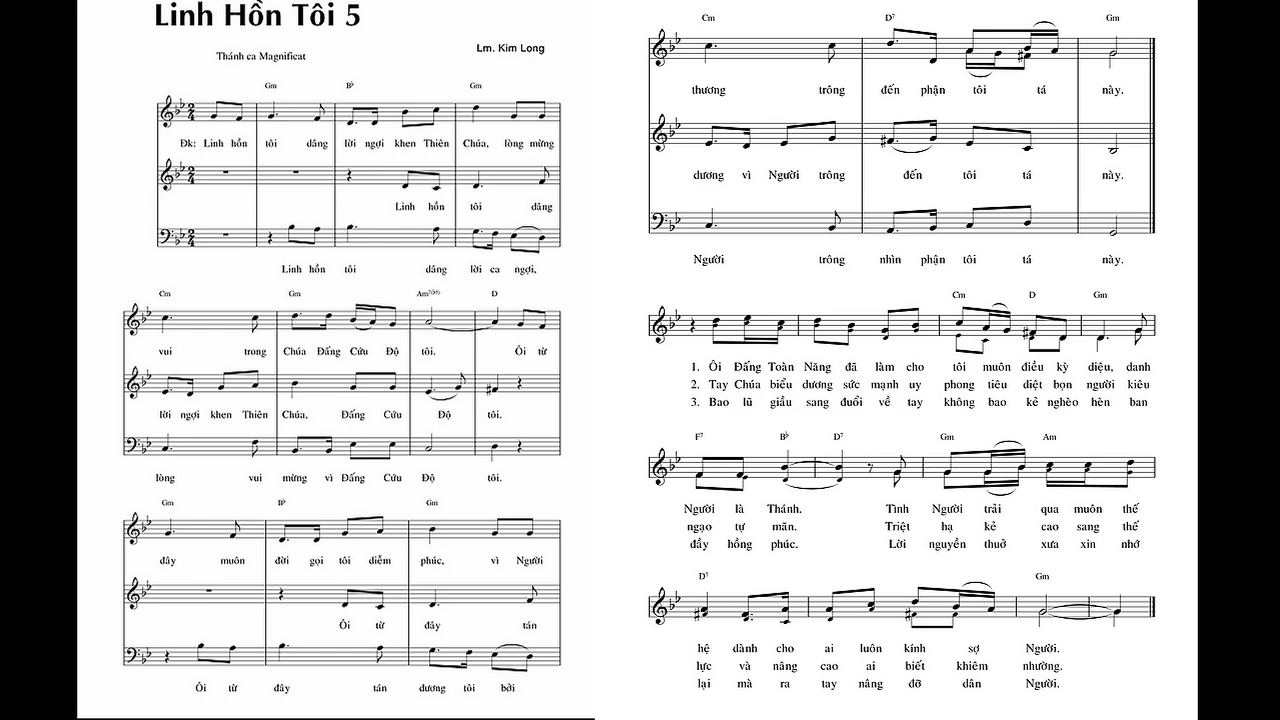 Linh Hồn Tôi 5
Thánh ca Magnificat
Lm. Kim Long
Gm B♭ Gm
Đk: Linh hồn tôi dâng lời ngợi khen Thiên Chúa, lòng mừng
Linh hồn tôi dâng
Linh hồn tôi dâng lời ca ngợi,
Cm Gm Am7(b5) D
vui trong Chúa Đấng Cứu Độ tôi. Ôi từ
lời ngợi khen Thiên Chúa, Đấng Cứu Độ tôi.
lòng vui mừng vì Đấng Cứu Độ tôi.
Gm B♭ Gm
đây muôn đời gọi tôi diễm phúc, vì Người
Ôi từ đây tán
Ôi từ đây tán dương tôi bởi
Cm D7 Gm
thương trông đến phận tôi tá này.
dương vì Người trông đến tôi tá này.
Người trông nhìn phận tôi tá này.
Cm D Gm
1. Ôi Đấng Toàn Năng đã làm cho tôi muôn điều kỳ diệu, danh
2. Tay Chúa biểu dương sức mạnh uy phong tiêu diệt bọn người kiêu
3. Bao lũ giầu sang đuổi về tay không bao kẻ nghèo hèn ban
F7 B♭ D7 Gm Am
Người là Thánh. Tình Người trải qua muôn thế
ngạo tự mãn. Triệt hạ kẻ cao sang thế
đầy hồng phúc. Lời nguyền thuở xưa xin nhớ
D7 Gm
hệ dành cho ai luôn kính sợ Người.
lực và nâng cao ai biết khiêm nhường.
lại mà ra tay nâng đỡ dân Người.